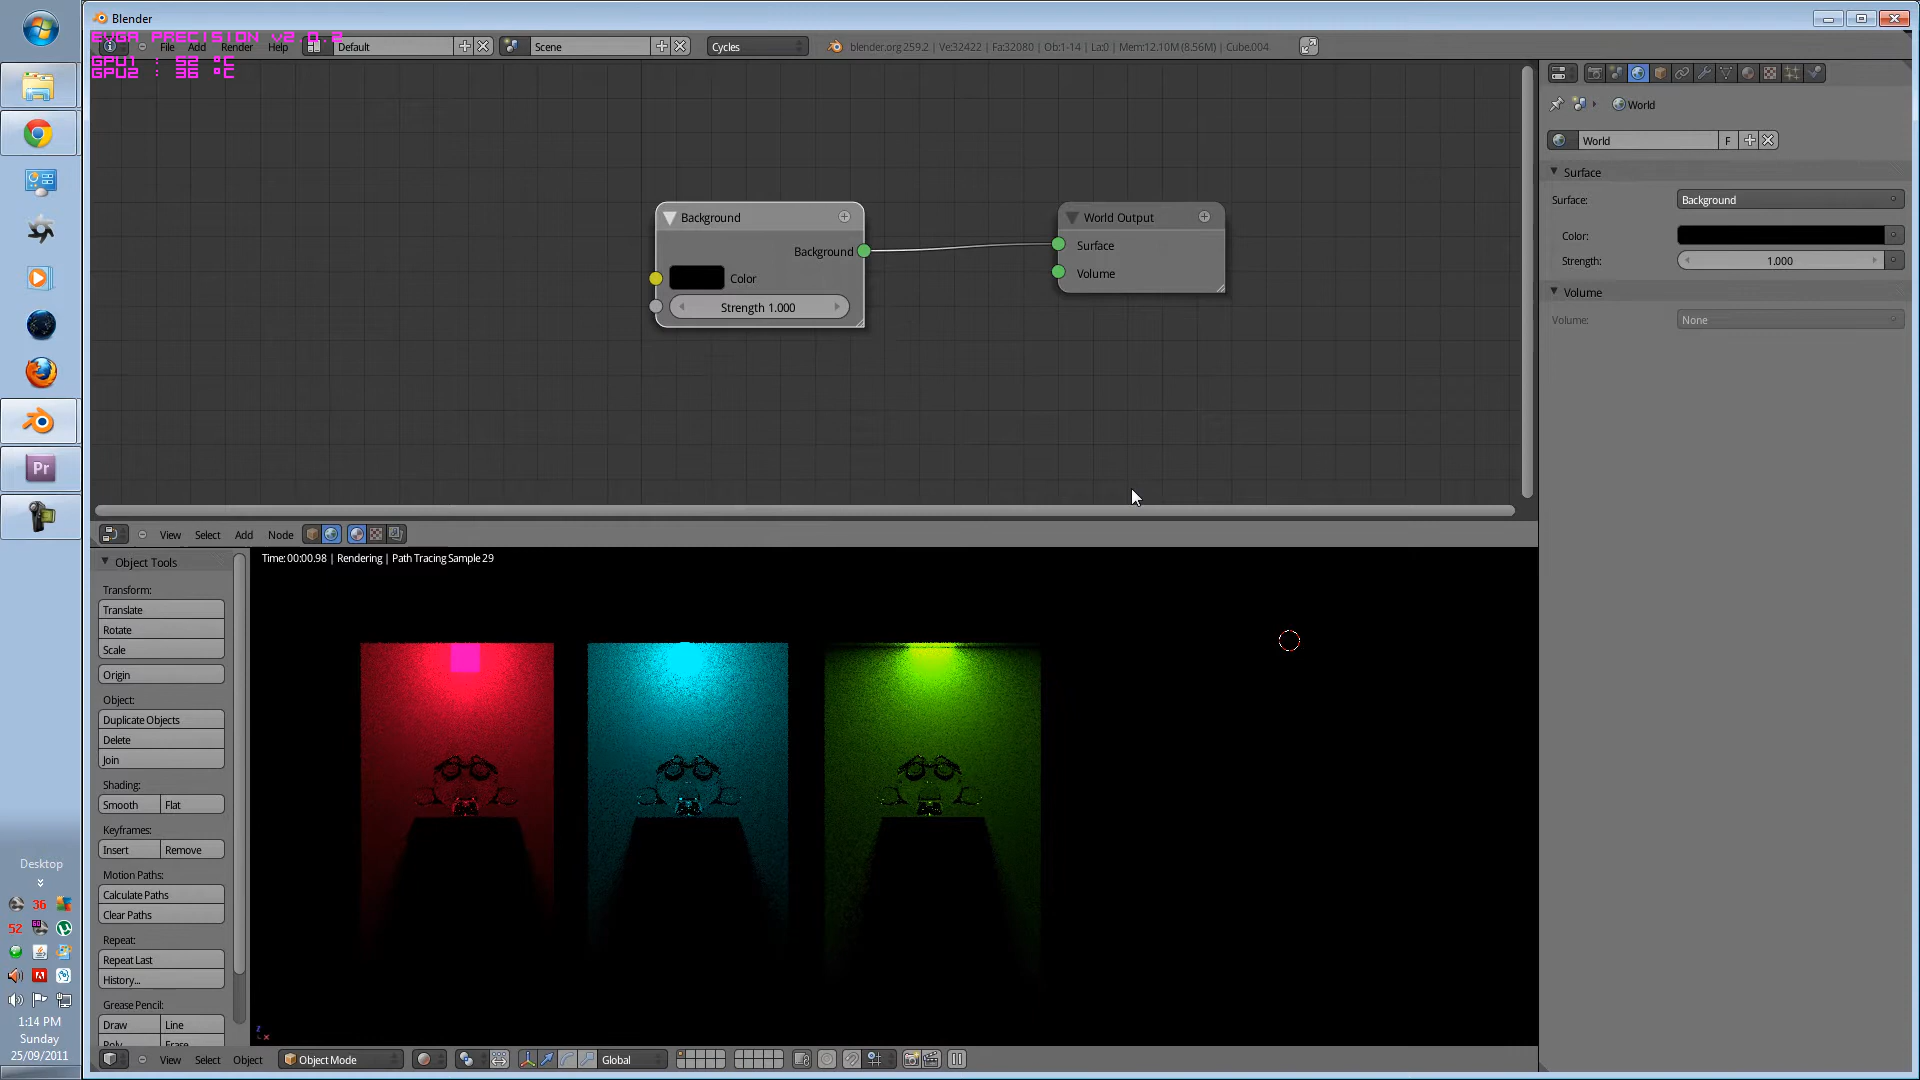 Blender
EVGA PRECISION v2.0.2
GPU1 : 52 °C
GPU2 : 36 °C
File Add Render Help
Default
Scene
Cycles
blender.org 259.2 | Ve:32422 | Fa:32080 | Ob:1-14 | La:0 | Mem:12.10M (8.56M) | Cube.004
World
World
F
Surface
Surface:
Background
Color:
Strength:
1.000
Volume
Volume:
None
Background
Background
Color
Strength 1.000
World Output
Surface
Volume
View Select Add Node
Object Tools
Transform:
Translate
Rotate
Scale
Origin
Object:
Duplicate Objects
Delete
Join
Shading:
Smooth Flat
Keyframes:
Insert Remove
Motion Paths:
Calculate Paths
Clear Paths
Repeat:
Repeat Last
History...
Grease Pencil:
Draw Line
Poly Erase
Time: 00:00.98 | Rendering | Path Tracing Sample 29
z
x
View Select Object
Object Mode
Global
Pr
Desktop
36
52
1:14 PM
Sunday
25/09/2011